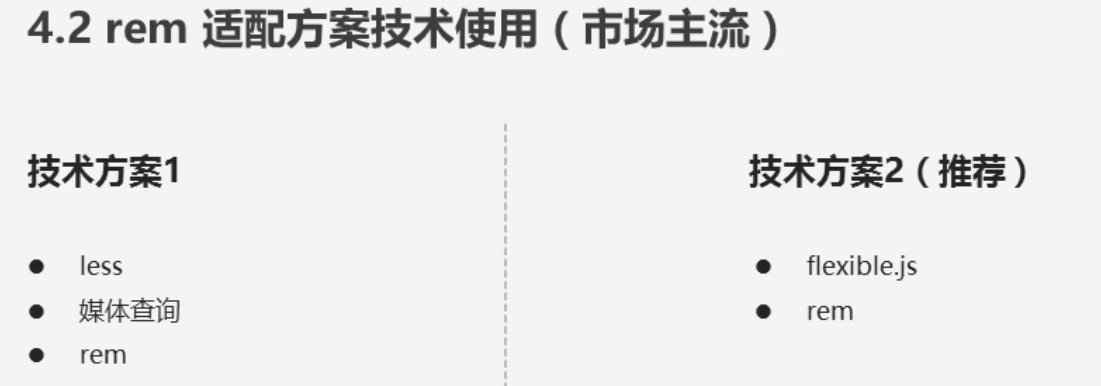 4.2 rem 适配方案技术使用（市场主流）
技术方案1
● less
● 媒体查询
● rem
技术方案2（推荐）
● flexible.js
● rem